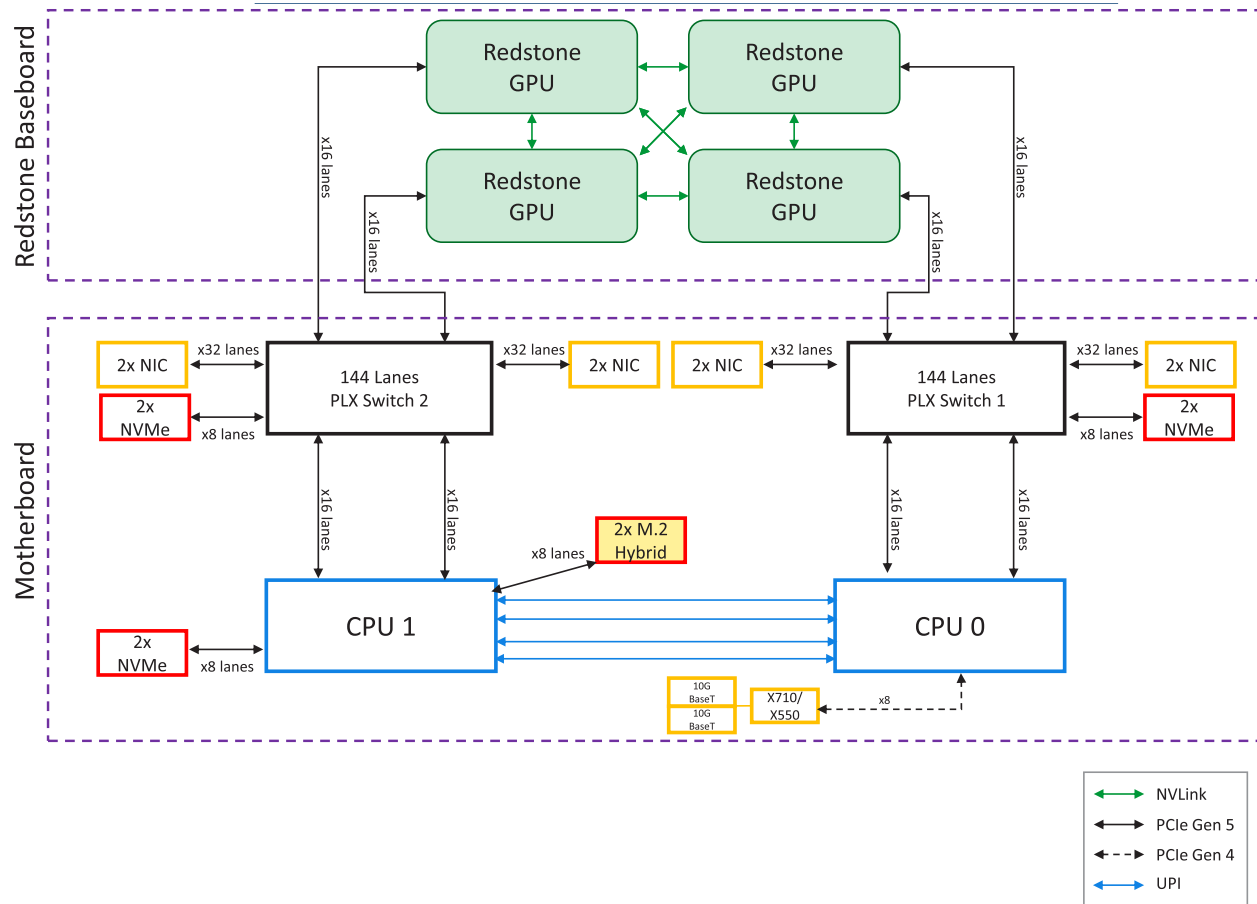 Redstone Baseboard
Redstone
GPU
Redstone
GPU
x16 lanes
x16 lanes
Redstone
GPU
Redstone
GPU
x16 lanes
x16 lanes
Motherboard
2x NIC
x32 lanes
144 Lanes
PLX Switch 2
x32 lanes
2x NIC
2x NIC
x32 lanes
144 Lanes
PLX Switch 1
x32 lanes
2x NIC
2x
NVMe
x8 lanes
x8 lanes
2x
NVMe
x16 lanes
x16 lanes
x16 lanes
x16 lanes
x8 lanes
2x M.2
Hybrid
CPU 1
CPU 0
2x
NVMe
x8 lanes
10G
BaseT
10G
BaseT
X710/
X550
x8
NVLink
PCIe Gen 5
PCIe Gen 4
UPI